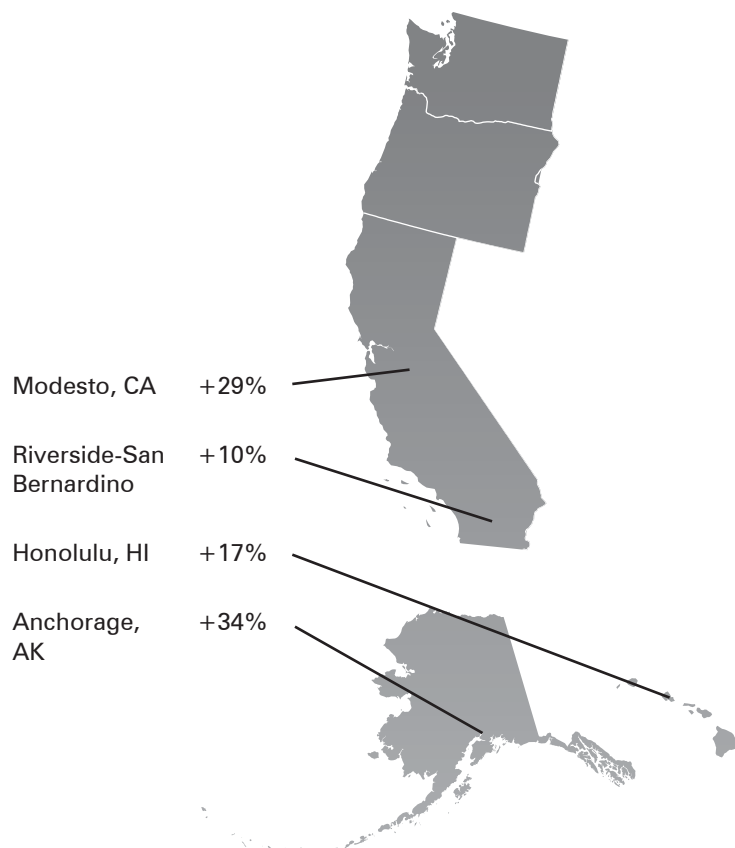 Modesto, CA +29%
Riverside-San +10%
Bernardino
Honolulu, HI +17%
Anchorage, +34%
AK